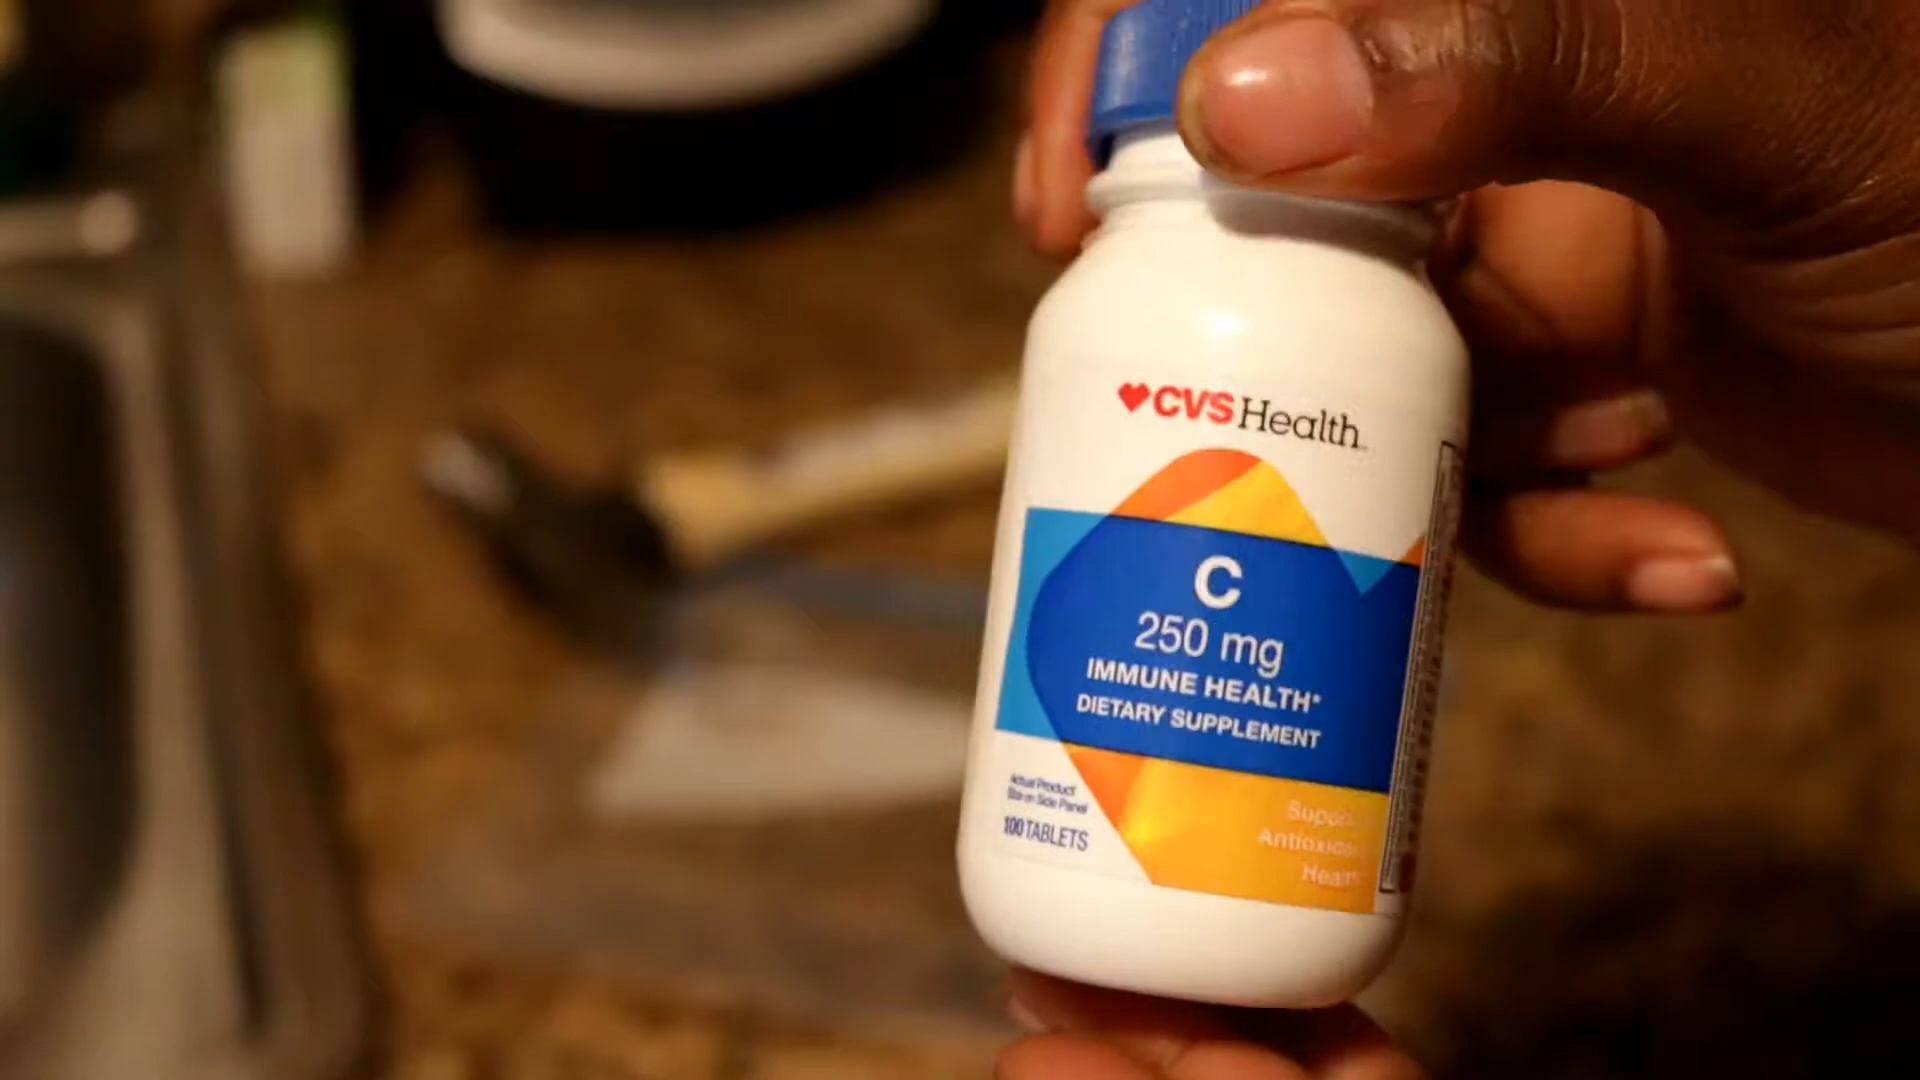 CVS Health
C
250 mg
IMMUNE HEALTH*
DIETARY SUPPLEMENT
Actual Product
Size on Side Panel
100 TABLETS